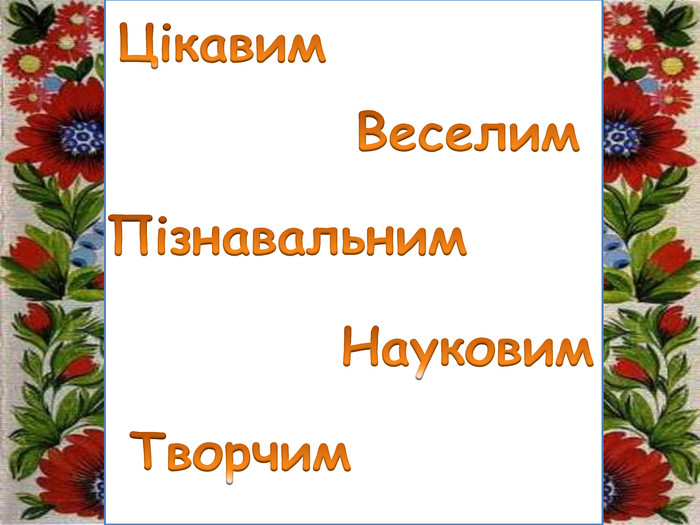 Цікавим
Веселим
Пізнавальним
Науковим
Творчим